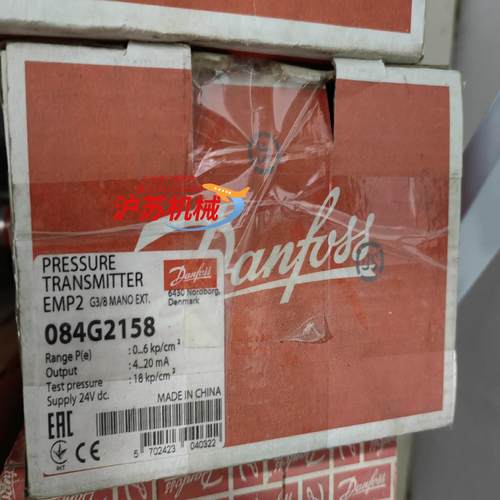 沪苏机械
Danfoss
PRESSURE
TRANSMITTER
EMP2 G3/8 MANO EXT.
Danfoss
6430 Nordborg,
Denmark
084G2158
Range P(e) : 0...6 kp/cm²
Output : 4...20 mA
Test pressure : 18 kp/cm²
Supply 24V dc.
MADE IN CHINA
EAC
CE
5 702423 040322
Danfoss